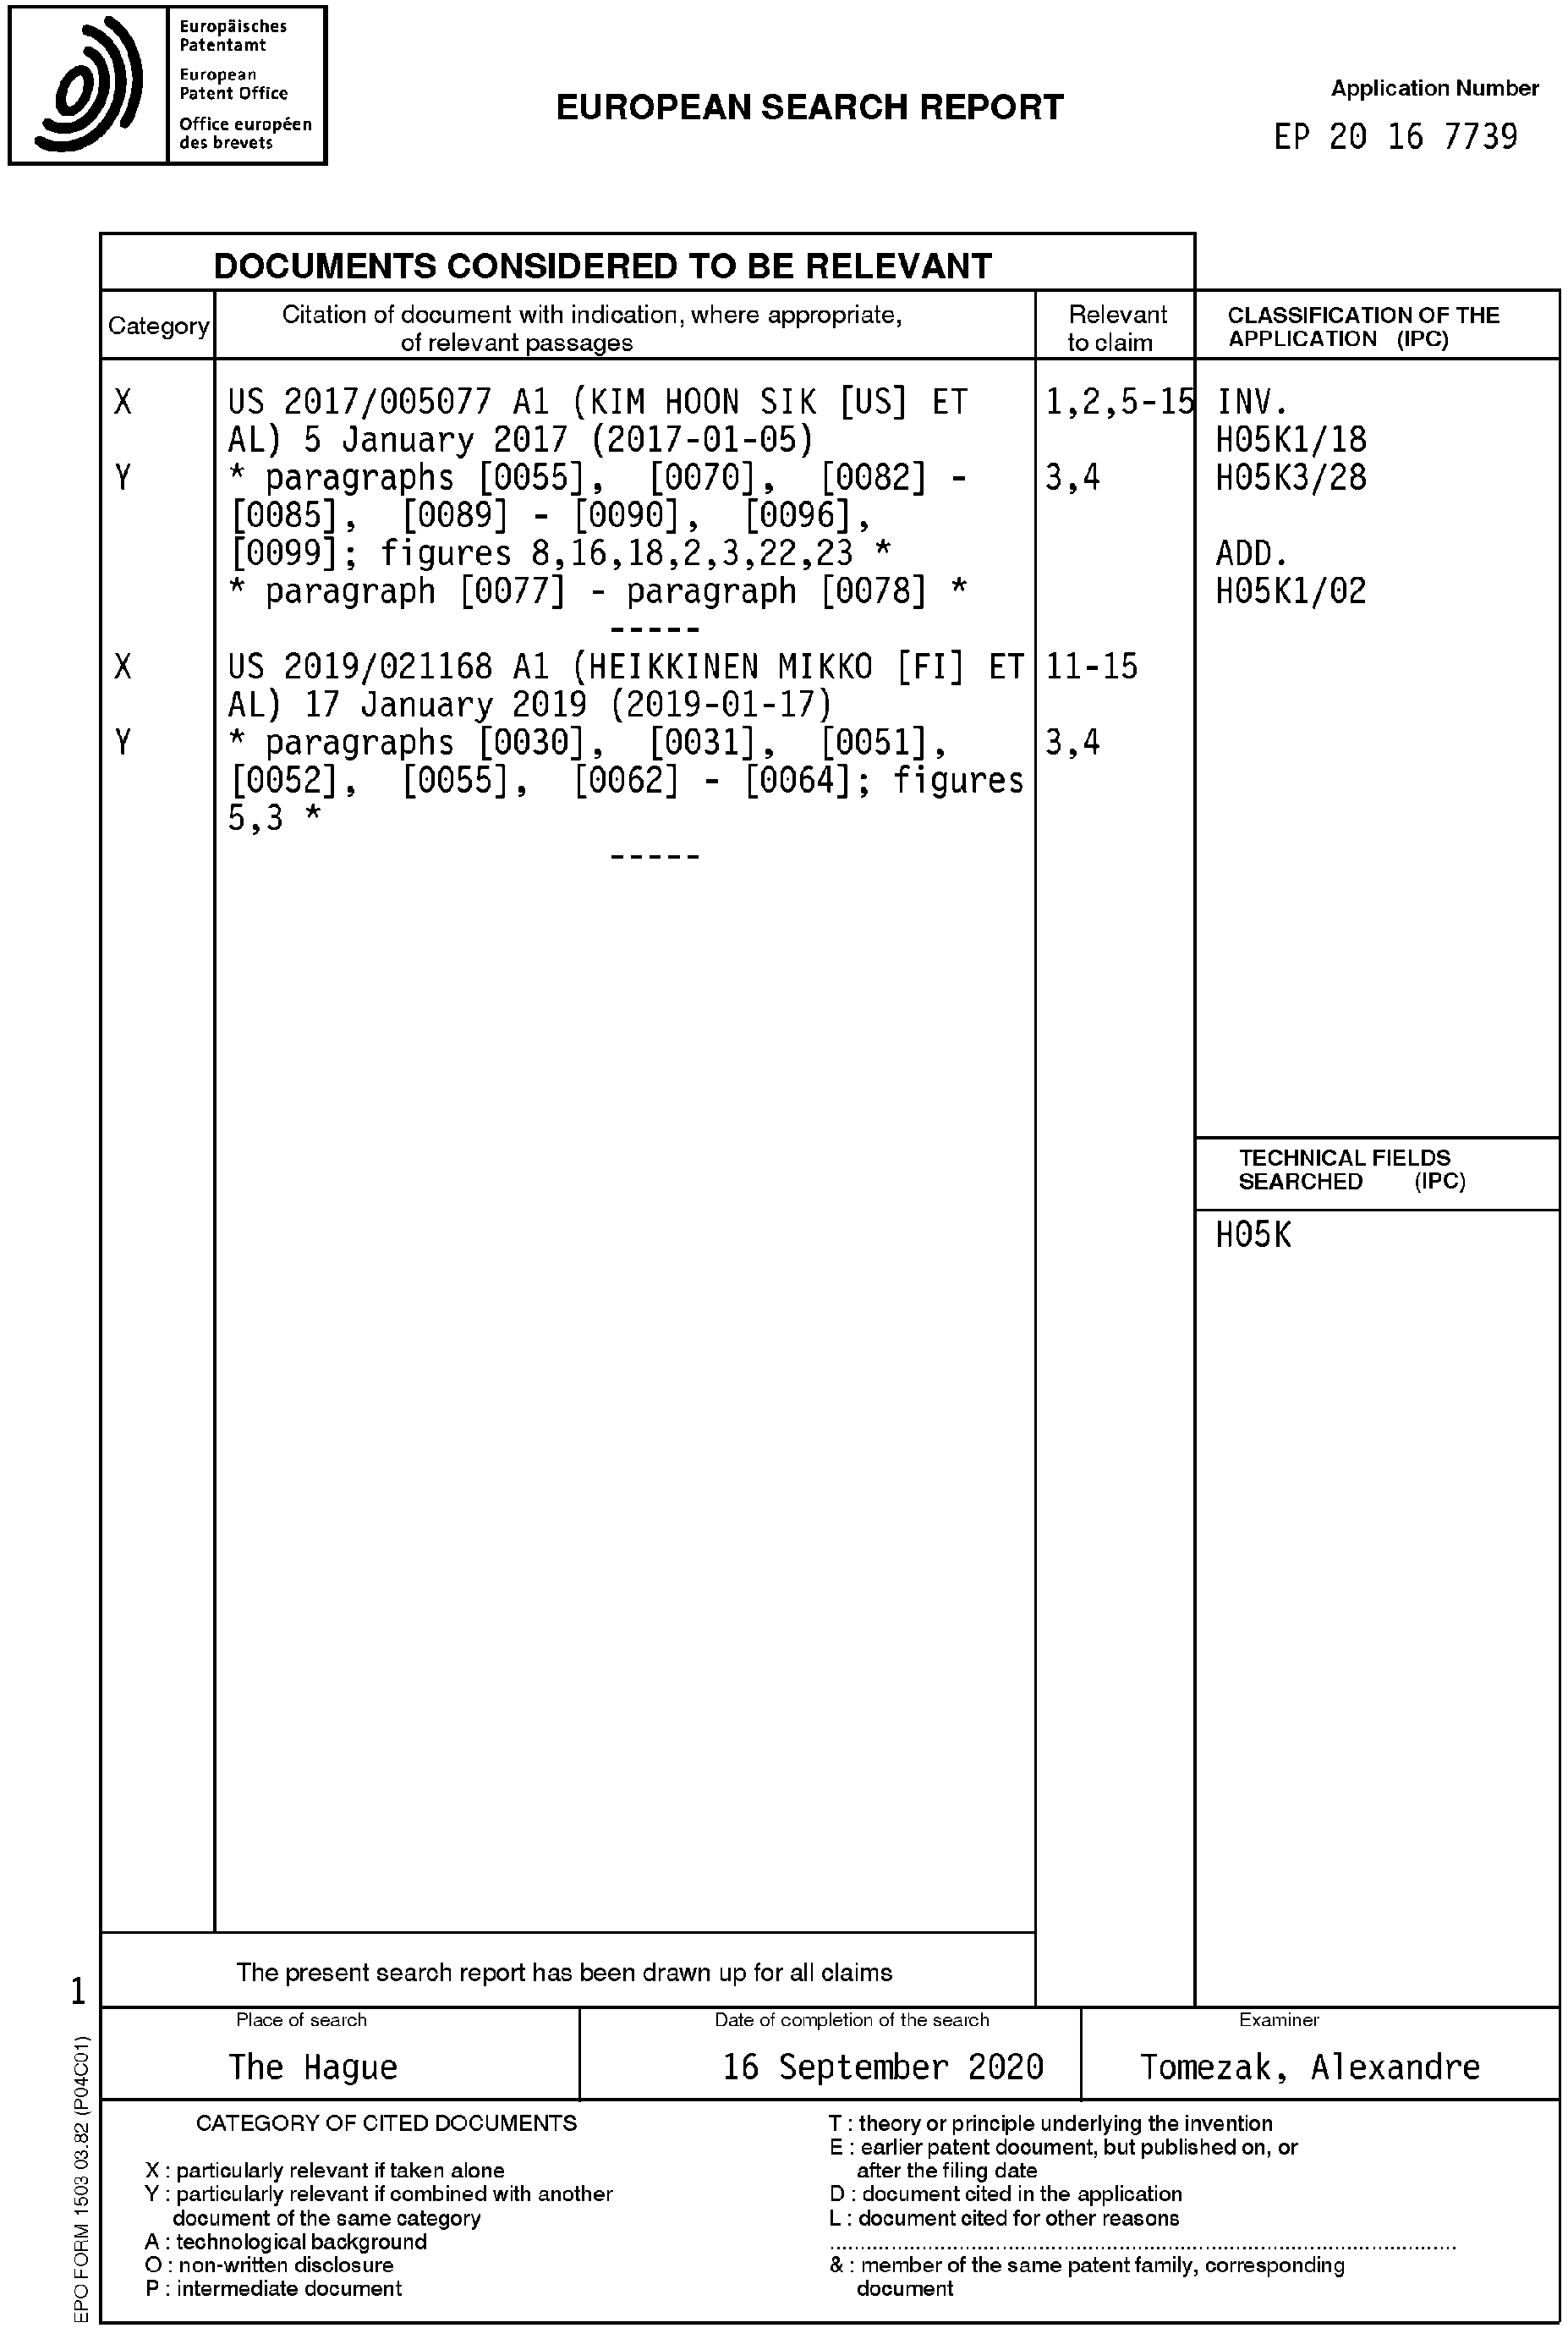 Europäisches
Patentamt
European
Patent Office
Office européen
des brevets
EUROPEAN SEARCH REPORT
Application Number
EP 20 16 7739
DOCUMENTS CONSIDERED TO BE RELEVANT
Category
Citation of document with indication, where appropriate,
of relevant passages
Relevant
to claim
CLASSIFICATION OF THE
APPLICATION (IPC)
X US 2017/005077 A1 (KIM HOON SIK [US] ET 1,2,5-15 INV.
AL) 5 January 2017 (2017-01-05) H05K1/18
Y * paragraphs [0055], [0070], [0082] - 3,4 H05K3/28
[0085], [0089] - [0090], [0096],
[0099]; figures 8,16,18,2,3,22,23 * ADD.
* paragraph [0077] - paragraph [0078] * H05K1/02
-----
X US 2019/021168 A1 (HEIKKINEN MIKKO [FI] ET 11-15
AL) 17 January 2019 (2019-01-17)
Y * paragraphs [0030], [0031], [0051], 3,4
[0052], [0055], [0062] - [0064]; figures
5,3 *
-----
TECHNICAL FIELDS
SEARCHED (IPC)
H05K
The present search report has been drawn up for all claims
1
Place of search
The Hague
Date of completion of the search
16 September 2020
Examiner
Tomezak, Alexandre
CATEGORY OF CITED DOCUMENTS
X : particularly relevant if taken alone
Y : particularly relevant if combined with another
document of the same category
A : technological background
O : non-written disclosure
P : intermediate document
T : theory or principle underlying the invention
E : earlier patent document, but published on, or
after the filing date
D : document cited in the application
L : document cited for other reasons
& : member of the same patent family, corresponding
document
EPO FORM 1503 03.82 (P04C01)